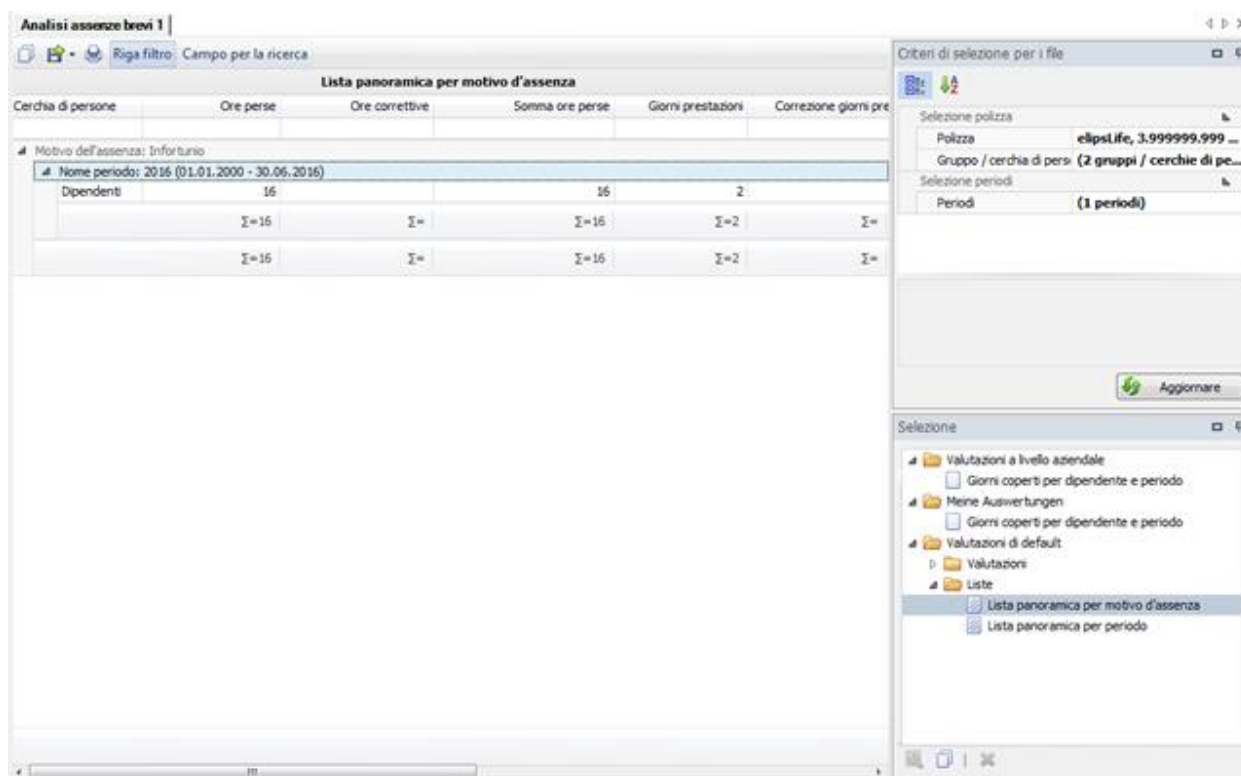 Analisi assenze brevi 1
Riga filtro Campo per la ricerca
Lista panoramica per motivo d'assenza
Cerchia di persone Ore perse Ore correttive Somma ore perse Giorni prestazioni Correzione giorni pre
Motivo dell'assenza: Infortunio
Nome periodo: 2016 (01.01.2000 - 30.06.2016)
Dipendenti 16 16 2
Σ=16 Σ= Σ=16 Σ=2 Σ=
Σ=16 Σ= Σ=16 Σ=2 Σ=
Criteri di selezione per i file
Selezione polizza
Polizza elipsLife, 3.999999.999 ...
Gruppo / cerchia di perso (2 gruppi / cerchie di pe...
Selezione periodi
Periodi (1 periodi)
Aggiornare
Selezione
Valutazioni a livello aziendale
Giorni coperti per dipendente e periodo
Meine Auswertungen
Giorni coperti per dipendente e periodo
Valutazioni di default
Valutazioni
Liste
Lista panoramica per motivo d'assenza
Lista panoramica per periodo